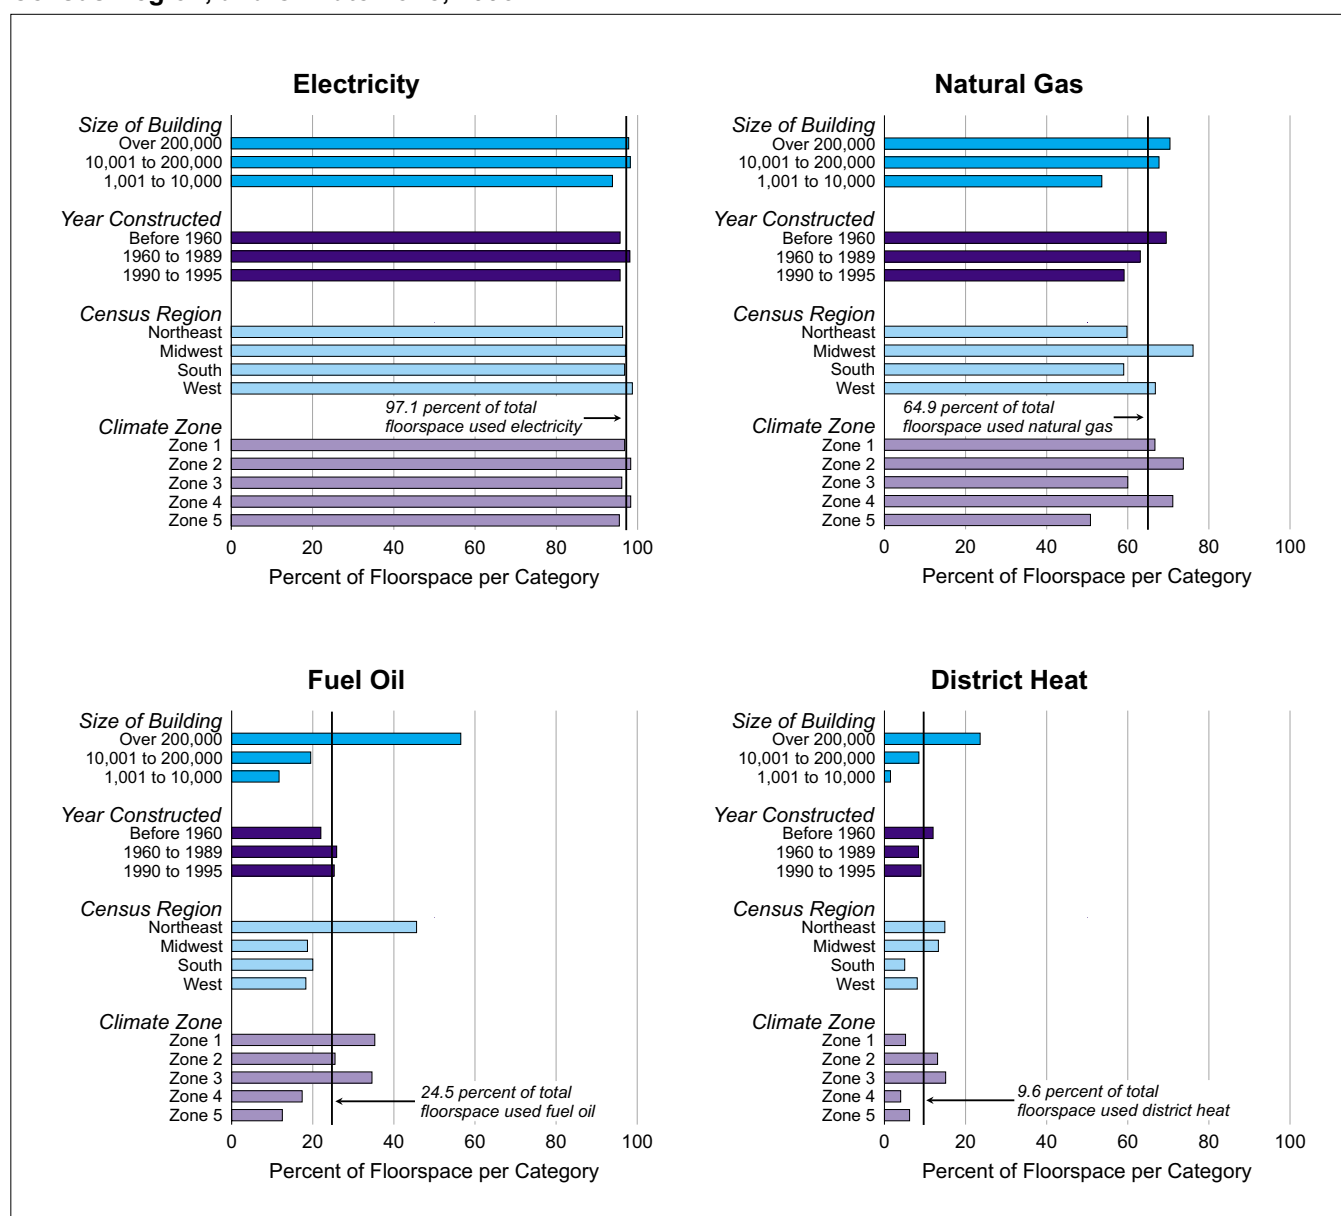 Electricity
Size of Building
Over 200,000
10,001 to 200,000
1,001 to 10,000
Year Constructed
Before 1960
1960 to 1989
1990 to 1995
Census Region
Northeast
Midwest
South
West
97.1 percent of total
floorspace used electricity
Climate Zone
Zone 1
Zone 2
Zone 3
Zone 4
Zone 5
0 20 40 60 80 100
Percent of Floorspace per Category
Natural Gas
Size of Building
Over 200,000
10,001 to 200,000
1,001 to 10,000
Year Constructed
Before 1960
1960 to 1989
1990 to 1995
Census Region
Northeast
Midwest
South
West
64.9 percent of total
floorspace used natural gas
Climate Zone
Zone 1
Zone 2
Zone 3
Zone 4
Zone 5
0 20 40 60 80 100
Percent of Floorspace per Category
Fuel Oil
Size of Building
Over 200,000
10,001 to 200,000
1,001 to 10,000
Year Constructed
Before 1960
1960 to 1989
1990 to 1995
Census Region
Northeast
Midwest
South
West
Climate Zone
Zone 1
Zone 2
Zone 3
Zone 4
Zone 5
24.5 percent of total
floorspace used fuel oil
0 20 40 60 80 100
Percent of Floorspace per Category
District Heat
Size of Building
Over 200,000
10,001 to 200,000
1,001 to 10,000
Year Constructed
Before 1960
1960 to 1989
1990 to 1995
Census Region
Northeast
Midwest
South
West
Climate Zone
Zone 1
Zone 2
Zone 3
Zone 4
Zone 5
9.6 percent of total
floorspace used district heat
0 20 40 60 80 100
Percent of Floorspace per Category